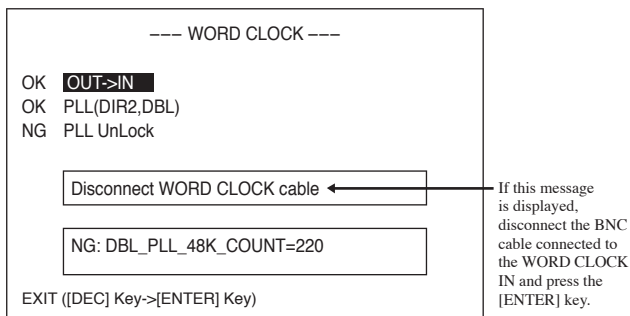 ––– WORD CLOCK –––
OK OUT->IN
OK PLL(DIR2,DBL)
NG PLL UnLock
Disconnect WORD CLOCK cable
NG: DBL_PLL_48K_COUNT=220
EXIT ([DEC] Key->[ENTER] Key)
If this message
is displayed,
disconnect the BNC
cable connected to
the WORD CLOCK
IN and press the
[ENTER] key.